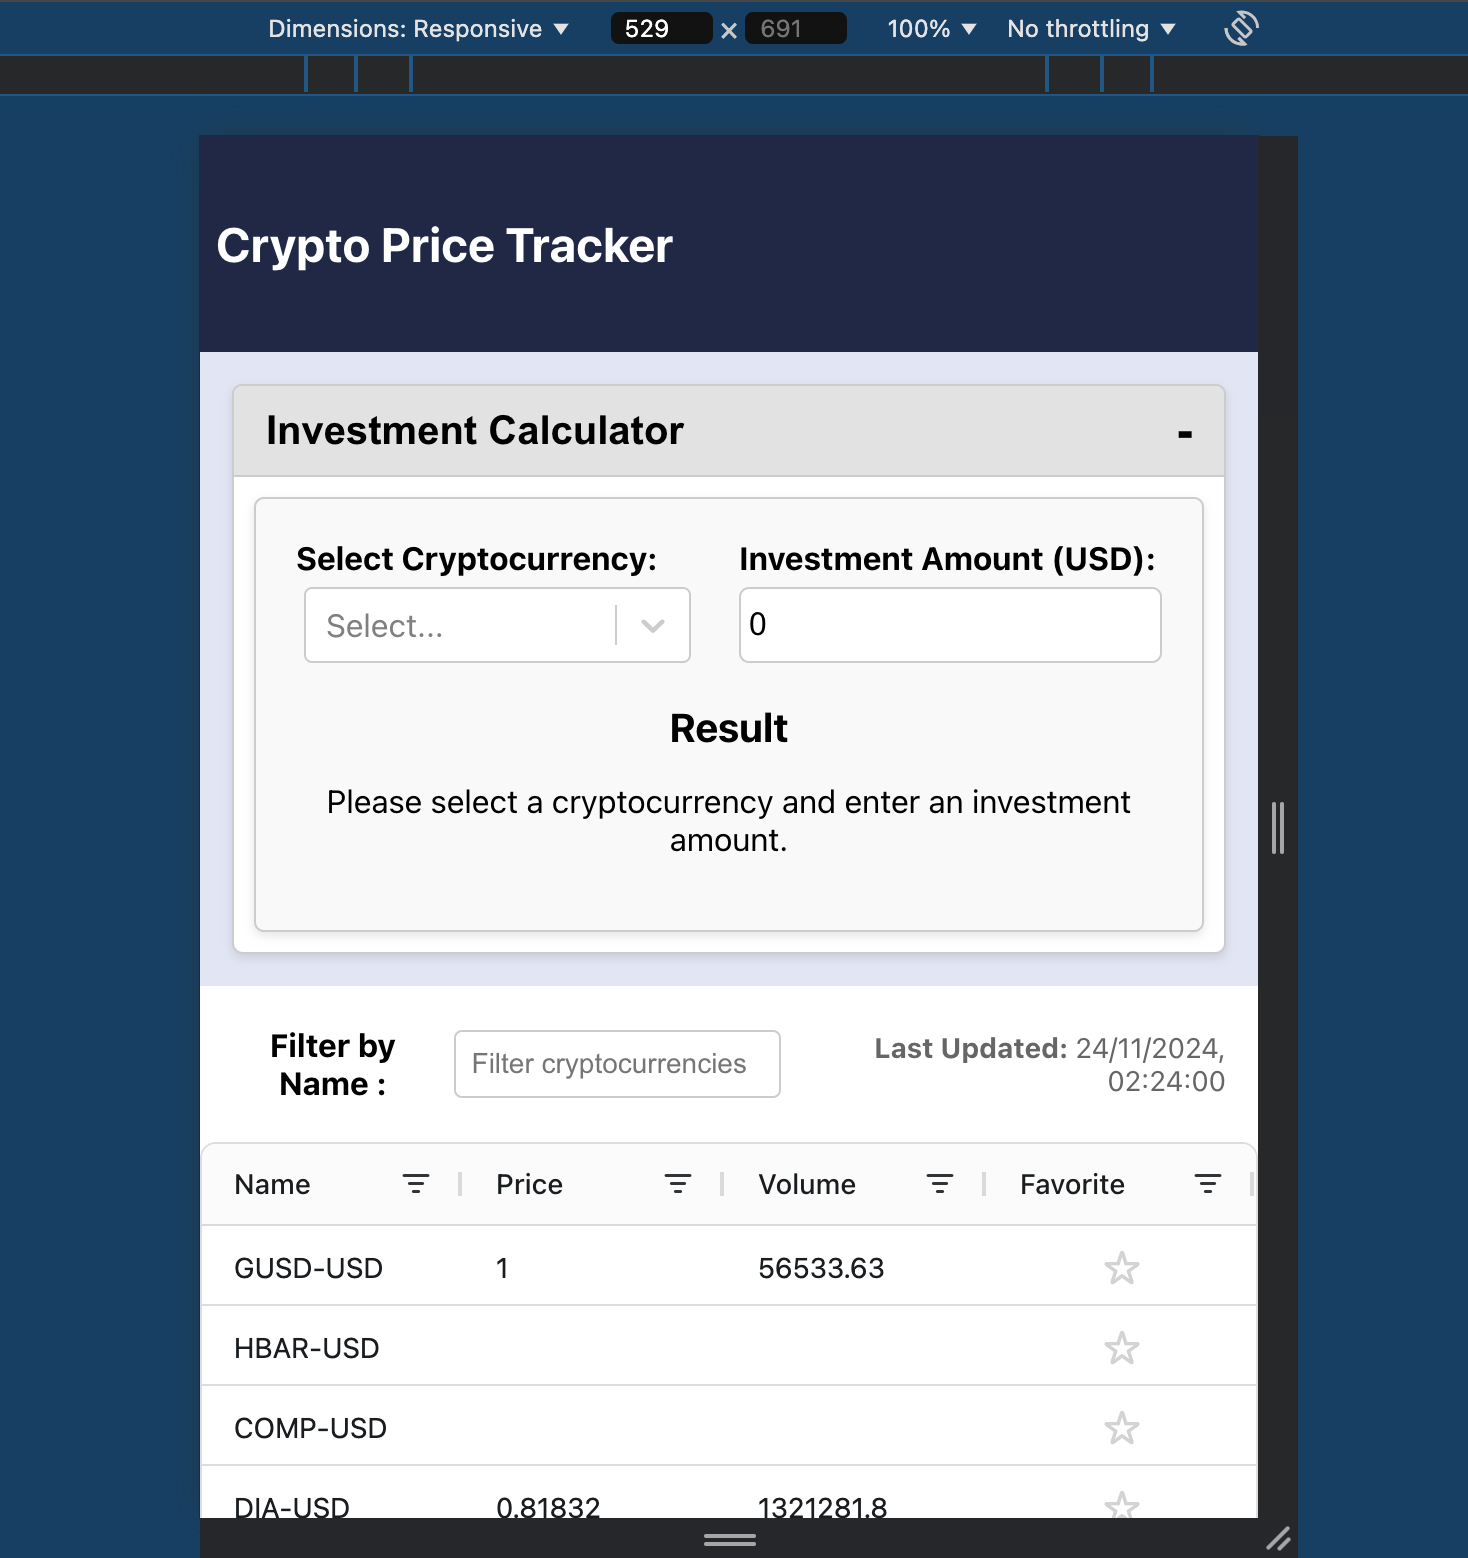 Dimensions: Responsive ▼ 529 × 691 100% ▼ No throttling ▼
Crypto Price Tracker
Investment Calculator -
Select Cryptocurrency: Investment Amount (USD):
Select... 0
Result
Please select a cryptocurrency and enter an investment
amount.
Filter by
Name :
Filter cryptocurrencies
Last Updated: 24/11/2024,
02:24:00
Name Price Volume Favorite
GUSD-USD 1 56533.63
HBAR-USD
COMP-USD
DIA-USD 0.81832 1321281.8